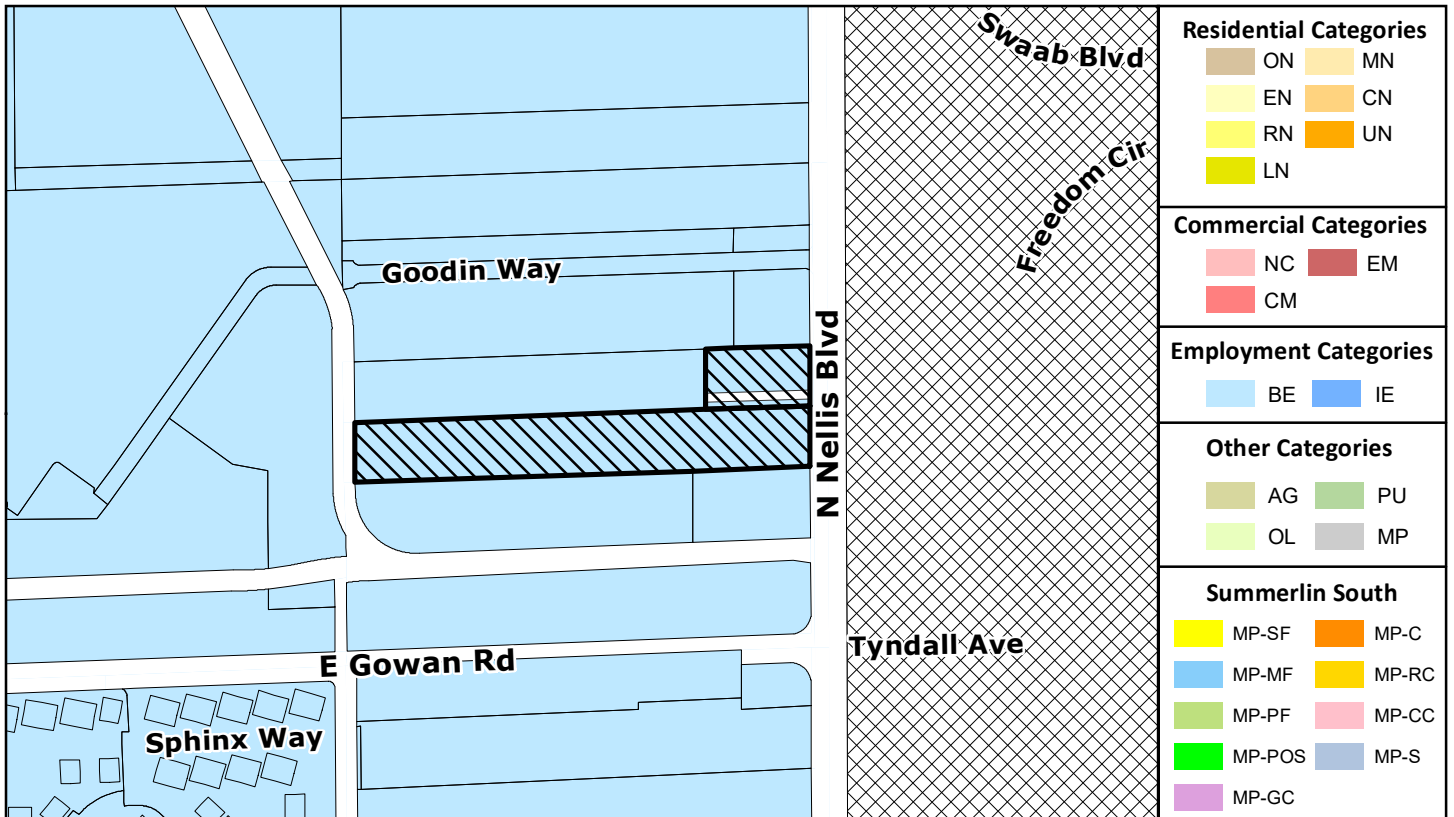 Swaab Blvd
Freedom Cir
Goodin Way
N Nellis Blvd
Tyndall Ave
E Gowan Rd
Sphinx Way
Residential Categories
ON MN
EN CN
RN UN
LN
Commercial Categories
NC EM
CM
Employment Categories
BE IE
Other Categories
AG PU
OL MP
Summerlin South
MP-SF MP-C
MP-MF MP-RC
MP-PF MP-CC
MP-POS MP-S
MP-GC